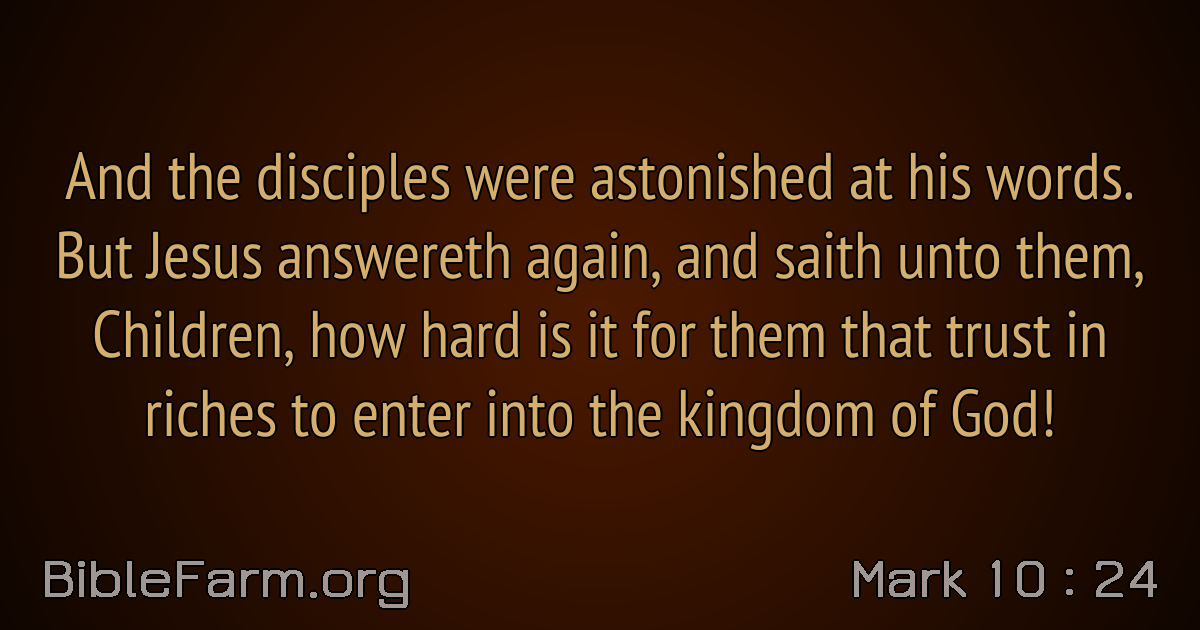 And the disciples were astonished at his words.
But Jesus answereth again, and saith unto them,
Children, how hard is it for them that trust in
riches to enter into the kingdom of God!
BibleFarm.org
Mark 10 : 24